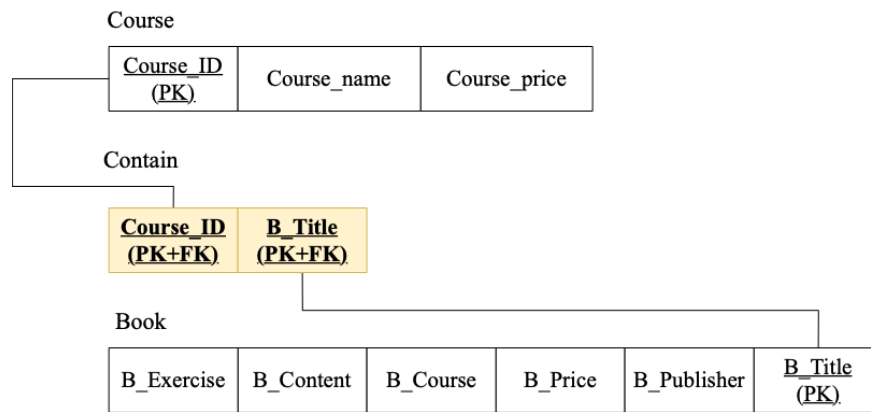 Course
Course_ID
(PK)
Course_name
Course_price
Contain
Course_ID
(PK+FK)
B_Title
(PK+FK)
Book
B_Exercise
B_Content
B_Course
B_Price
B_Publisher
B_Title
(PK)